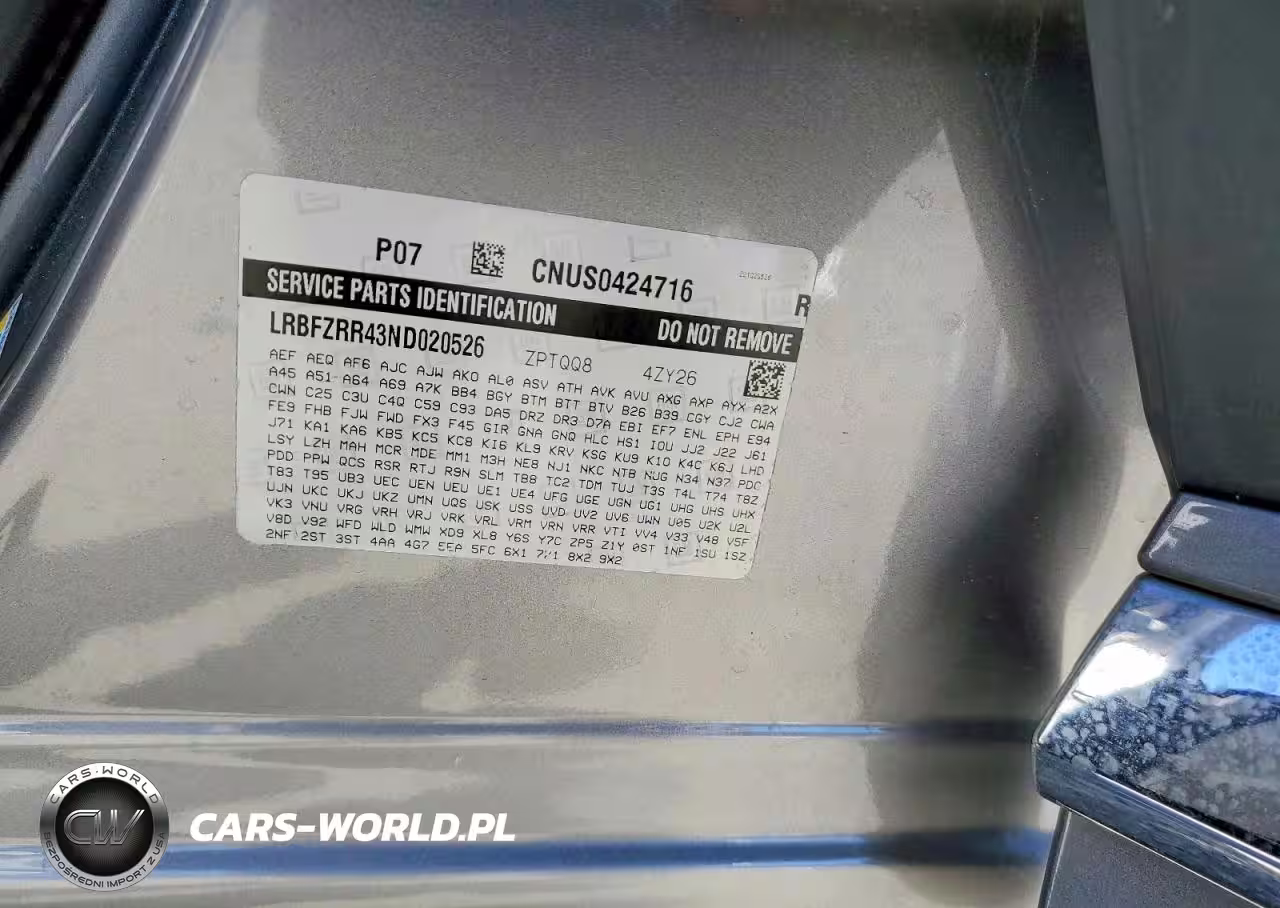 P07 CNUS0424716
R
SERVICE PARTS IDENTIFICATION DO NOT REMOVE
LRBFZRR43ND020526 ZPTQQ8 4ZY26
AEF AEQ AF6 AJC AJW AKO AL0 ASV ATH AVK AVU AXG AXP AYX A2X
A45 A51 A64 A69 A7K BB4 BGY BTM BTT BTV B26 B39 CGY CJ2 CWA
CWN C25 C3U C4Q C59 C93 DA5 DRZ DR3 D7A EBI EF7 ENL EPH E94
FE9 FHB FJW FWD FX3 F45 GIR GNA GNQ HLC HS1 IOU JJ2 J22 J61
J71 KA1 KA6 KB5 KC5 KC8 KI6 KL9 KRV KSG KU9 K10 K4C K6J LHD
LSY LZH MAH MCR MDE MM1 M3H NE8 NJ1 NKC NTB NUG N34 N37 PDC
PDD PPW QCS RSR RTJ R9N SLM TBB TC2 TDM TUJ T3S T4L T74 T8Z
T83 T95 UB3 UEC UEN UEU UE1 UE4 UFG UGE UGN UG1 UHG UHS UHX
UJN UKC UKJ UKZ UMN UQS USK USS UVD UV2 UV6 UWN U05 U2K U2L
VK3 VNU VRG VRH VRJ VRK VRL VRM VRN VRR VTI VV4 V33 V48 V5F
V8D V92 WFD WLD WMW XD9 XL8 Y6S Y7C ZP5 Z1Y 0ST 1NF 1SU 1SZ
2NF 2ST 3ST 4AA 4G7 5FC 6X1 8X2 9X2
CARS·WORLD
CW
BEZPOŚREDNI IMPORT Z USA
CARS-WORLD.PL